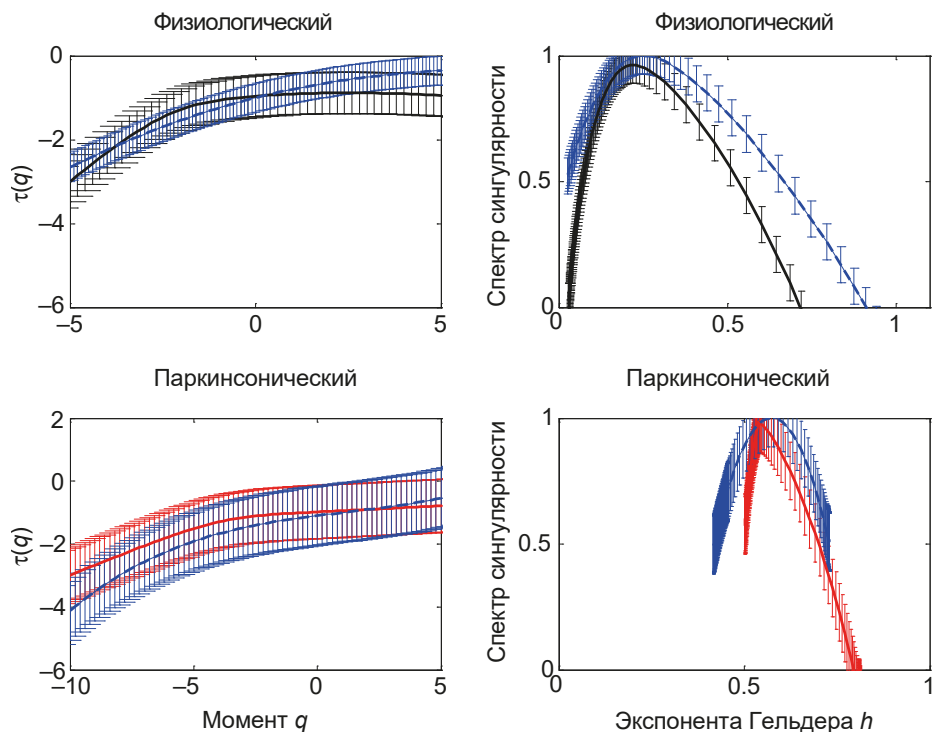 Физиологический
Физиологический
τ(q)
0
–2
–4
–6
–5
0
5
Спектр сингулярности
1
0.5
0
0
0.5
1
Паркинсонический
Паркинсонический
τ(q)
2
0
–2
–4
–6
–10
–5
0
5
Момент q
Спектр сингулярности
1
0.5
0
0
0.5
1
Экспонента Гельдера h